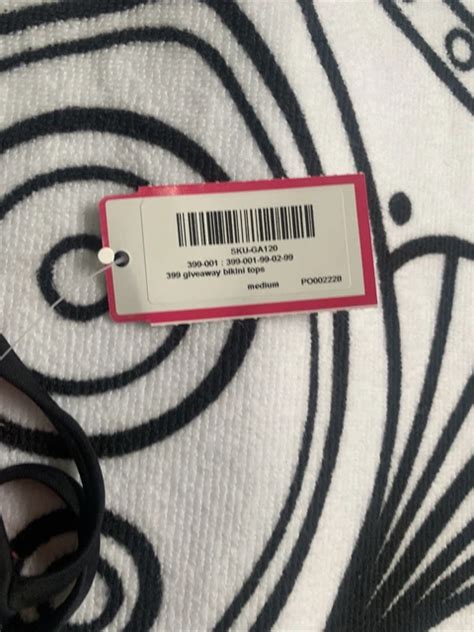 SKU-GA120
399-001 : 399-001-99-02-99
399 giveaway bikini tops
medium PO002228